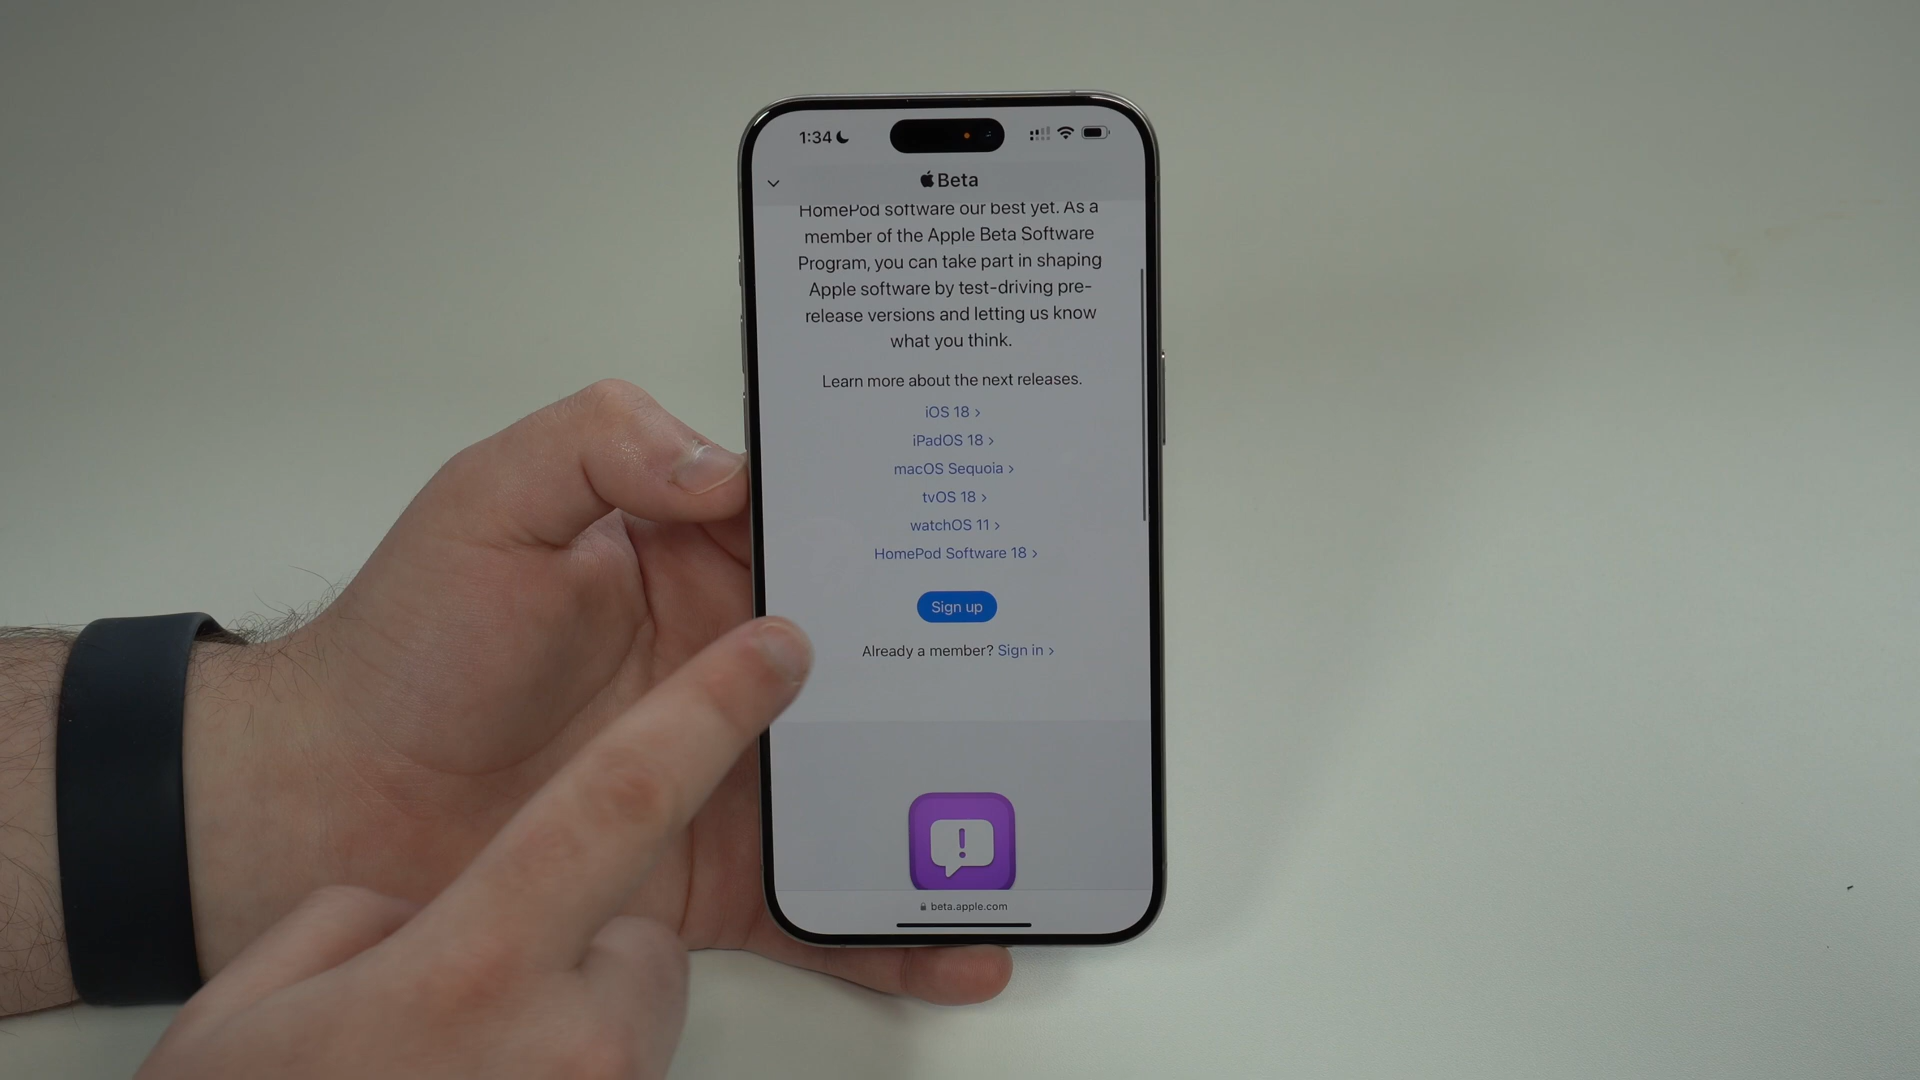 1:34
Beta
HomePod software our best yet. As a
member of the Apple Beta Software
Program, you can take part in shaping
Apple software by test-driving pre-
release versions and letting us know
what you think.
Learn more about the next releases.
iOS 18 >
iPadOS 18 >
macOS Sequoia >
tvOS 18 >
watchOS 11 >
HomePod Software 18 >
Sign up
Already a member? Sign in >
!
beta.apple.com